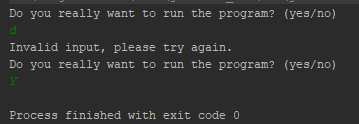 Do you really want to run the program? (yes/no)
d
Invalid input, please try again.
Do you really want to run the program? (yes/no)
Y
Process finished with exit code 0